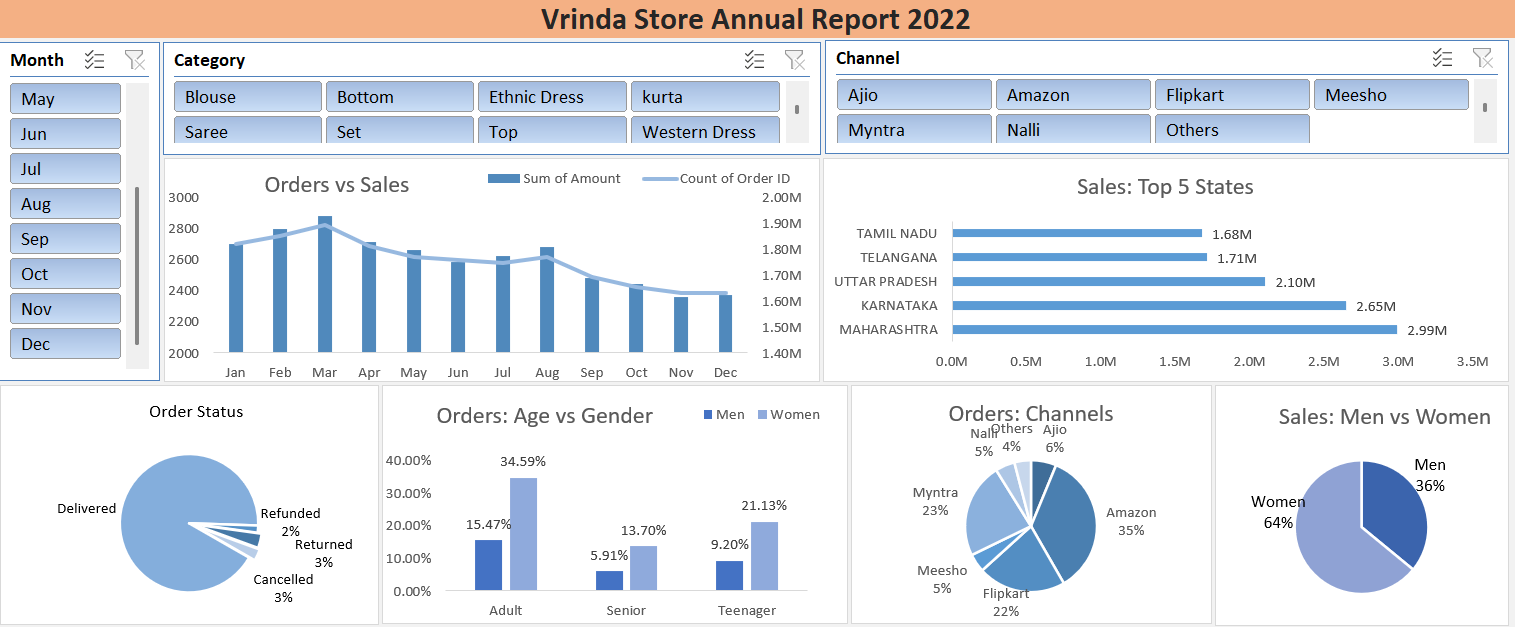 Vrinda Store Annual Report 2022
Month
May
Jun
Jul
Aug
Sep
Oct
Nov
Dec
Category
Blouse Bottom Ethnic Dress kurta
Saree Set Top Western Dress
Channel
Ajio Amazon Flipkart Meesho
Myntra Nalli Others
Orders vs Sales
Sum of Amount Count of Order ID
3000 2.00M
2800 1.90M
2600 1.80M
2400 1.70M
2200 1.60M
2000 1.50M
1.40M
Jan Feb Mar Apr May Jun Jul Aug Sep Oct Nov Dec
Sales: Top 5 States
TAMIL NADU 1.68M
TELANGANA 1.71M
UTTAR PRADESH 2.10M
KARNATAKA 2.65M
MAHARASHTRA 2.99M
0.0M 0.5M 1.0M 1.5M 2.0M 2.5M 3.0M 3.5M
Order Status
Delivered
Refunded
2%
Returned
3%
Cancelled
3%
Orders: Age vs Gender
Men Women
40.00%
30.00%
20.00%
10.00%
0.00%
15.47% 34.59%
5.91% 13.70%
9.20% 21.13%
Adult Senior Teenager
Orders: Channels
Nalli
5%
Others
4%
Ajio
6%
Myntra
23%
Amazon
35%
Meesho
5%
Flipkart
22%
Sales: Men vs Women
Men
36%
Women
64%